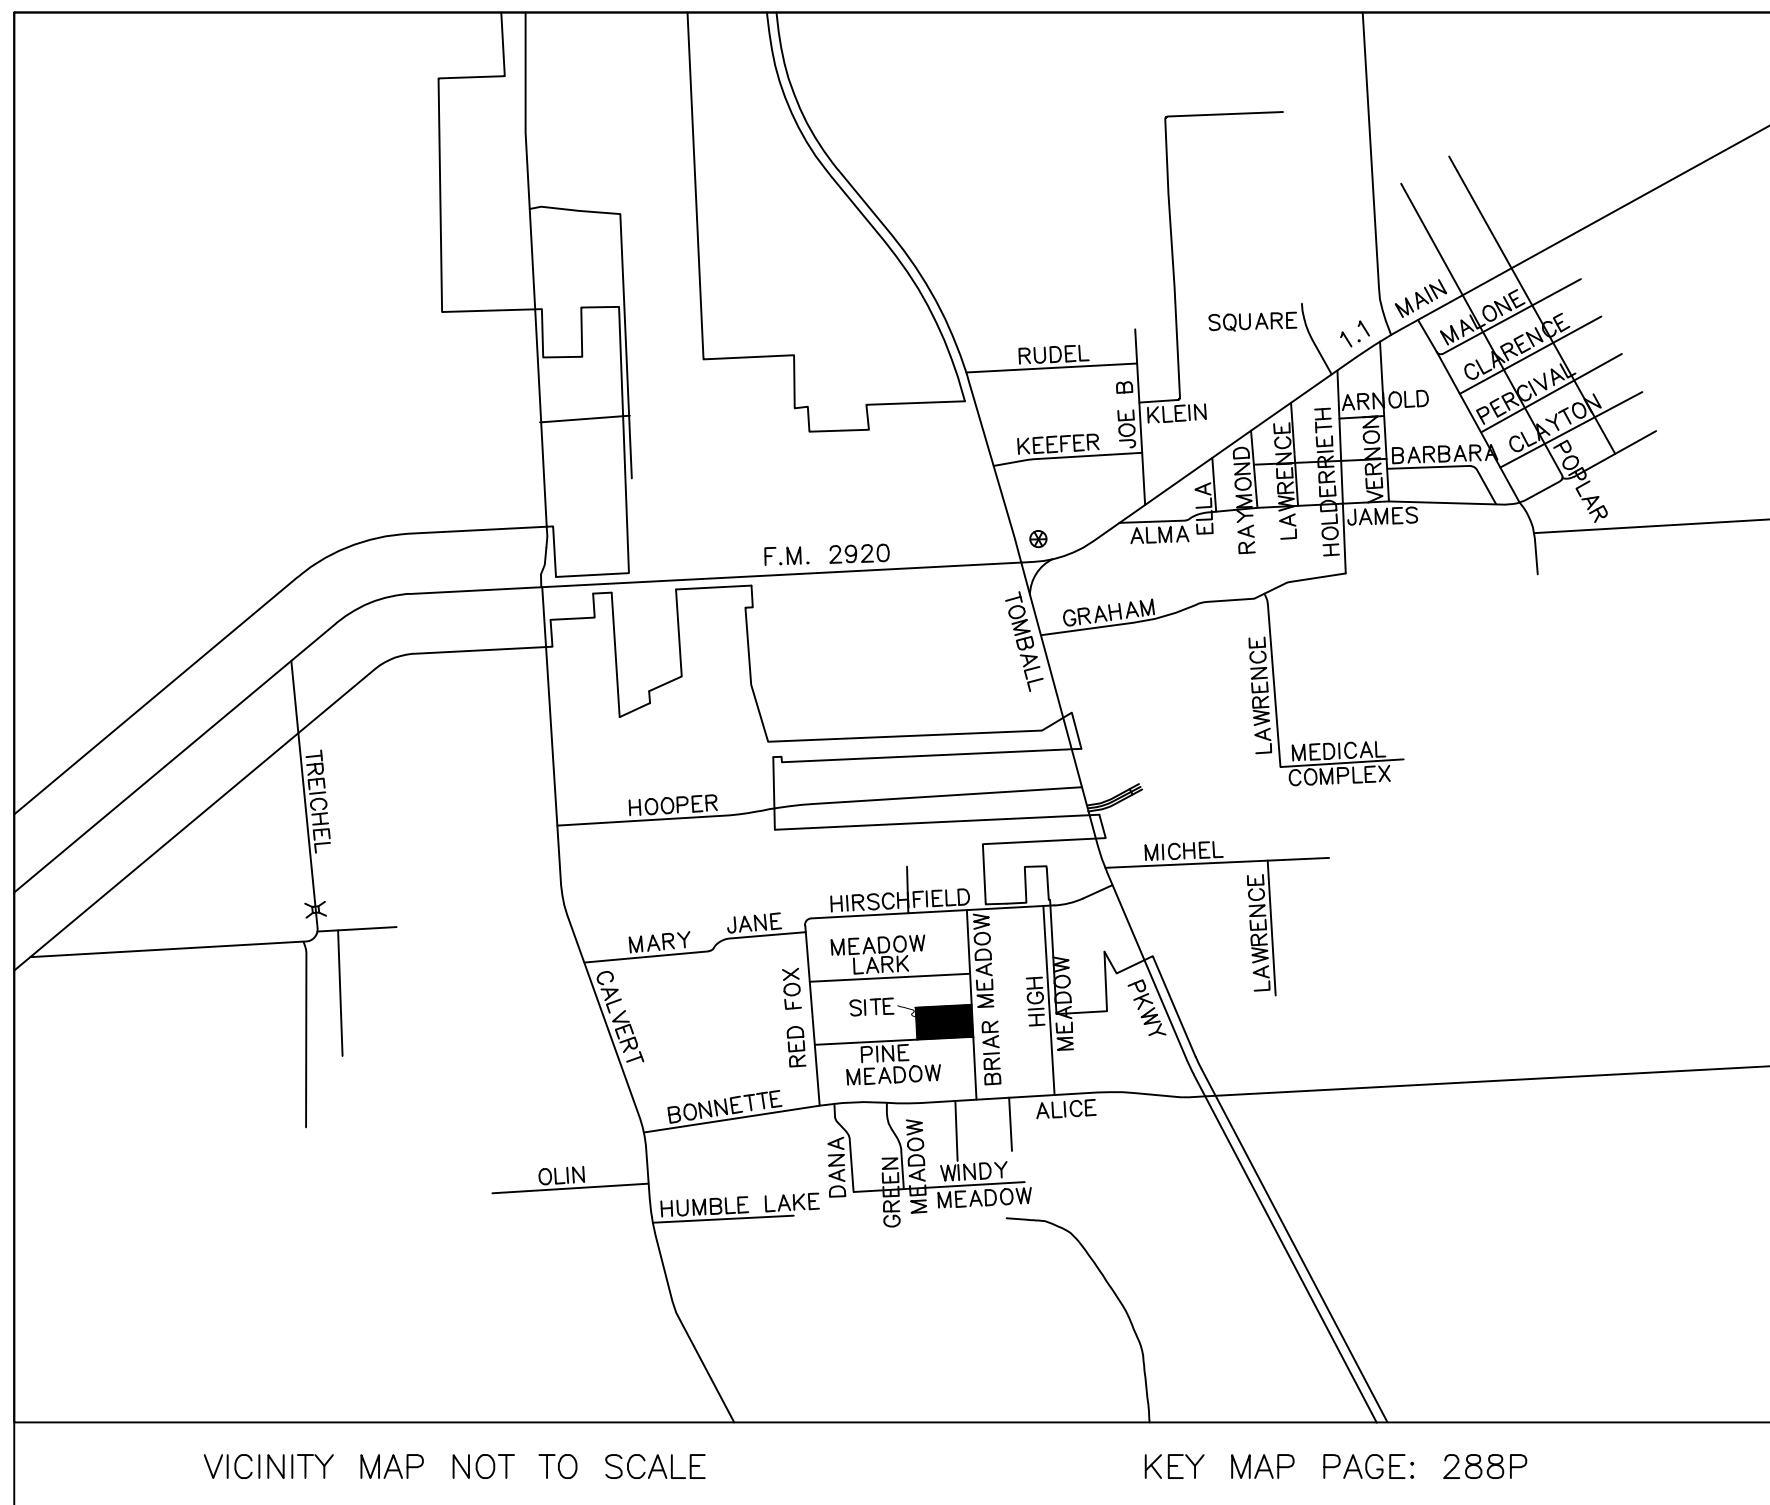 MAIN
1.1
MALONE
SQUARE
CLARENCE
RUDEL
PERCIVAL
JOE B
KLEIN
ARNOLD
CLAYTON
KEEFER
HOLDERRIETH
LAWRENCE
VERNON
BARBARA
RAYMOND
ELLA
POPLAR
ALMA
JAMES
F.M. 2920
TOMBALL
GRAHAM
LAWRENCE
MEDICAL
COMPLEX
TREICHEL
HOOPER
MICHEL
HIRSCHFIELD
LAWRENCE
MARY JANE
MEADOW
LARK
BRIAR MEADOW
HIGH
MEADOW
RED FOX
SITE
CALVERT
PKWY
PINE
MEADOW
BONNETTE
ALICE
DANA
GREEN
MEADOW
WINDY
MEADOW
OLIN
HUMBLE LAKE
VICINITY MAP NOT TO SCALE
KEY MAP PAGE: 288P